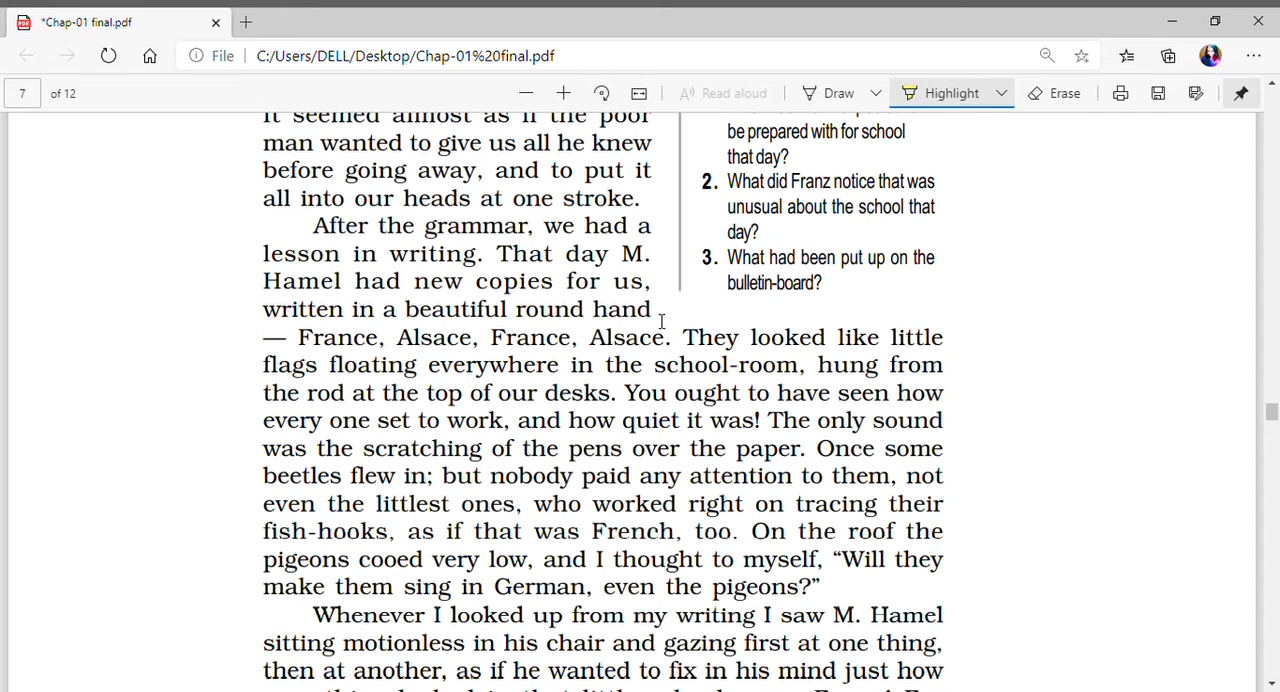 *Chap-01 final.pdf
File
C:/Users/DELL/Desktop/Chap-01%20final.pdf
7 of 12
Read aloud
Draw
Highlight
Erase
It seemed almost as if the poor
man wanted to give us all he knew
before going away, and to put it
all into our heads at one stroke.
After the grammar, we had a
lesson in writing. That day M.
Hamel had new copies for us,
written in a beautiful round hand
— France, Alsace, France, Alsace. They looked like little
flags floating everywhere in the school-room, hung from
the rod at the top of our desks. You ought to have seen how
every one set to work, and how quiet it was! The only sound
was the scratching of the pens over the paper. Once some
beetles flew in; but nobody paid any attention to them, not
even the littlest ones, who worked right on tracing their
fish-hooks, as if that was French, too. On the roof the
pigeons cooed very low, and I thought to myself, “Will they
make them sing in German, even the pigeons?”
Whenever I looked up from my writing I saw M. Hamel
sitting motionless in his chair and gazing first at one thing,
then at another, as if he wanted to fix in his mind just how
be prepared with for school
that day?
2. What did Franz notice that was
unusual about the school that
day?
3. What had been put up on the
bulletin-board?